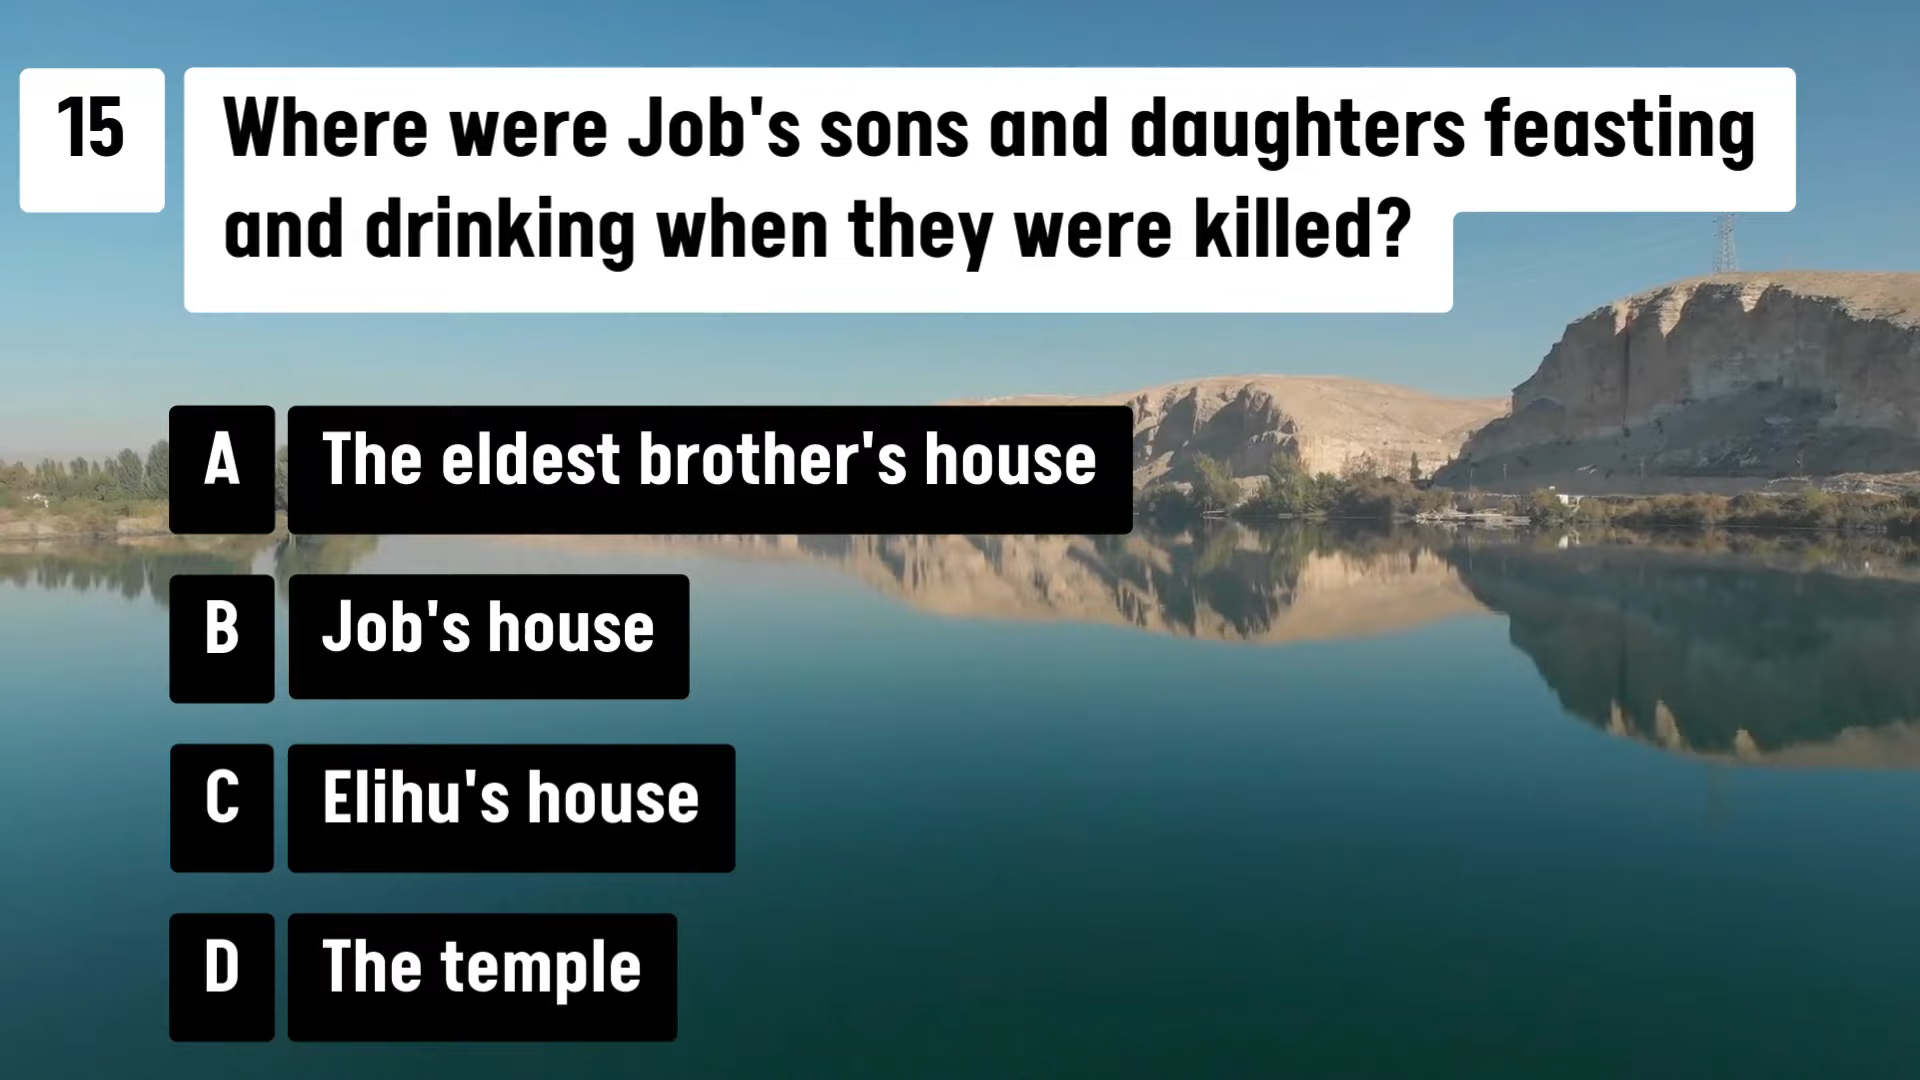 15
Where were Job's sons and daughters feasting
and drinking when they were killed?
A
The eldest brother's house
B
Job's house
C
Elihu's house
D
The temple